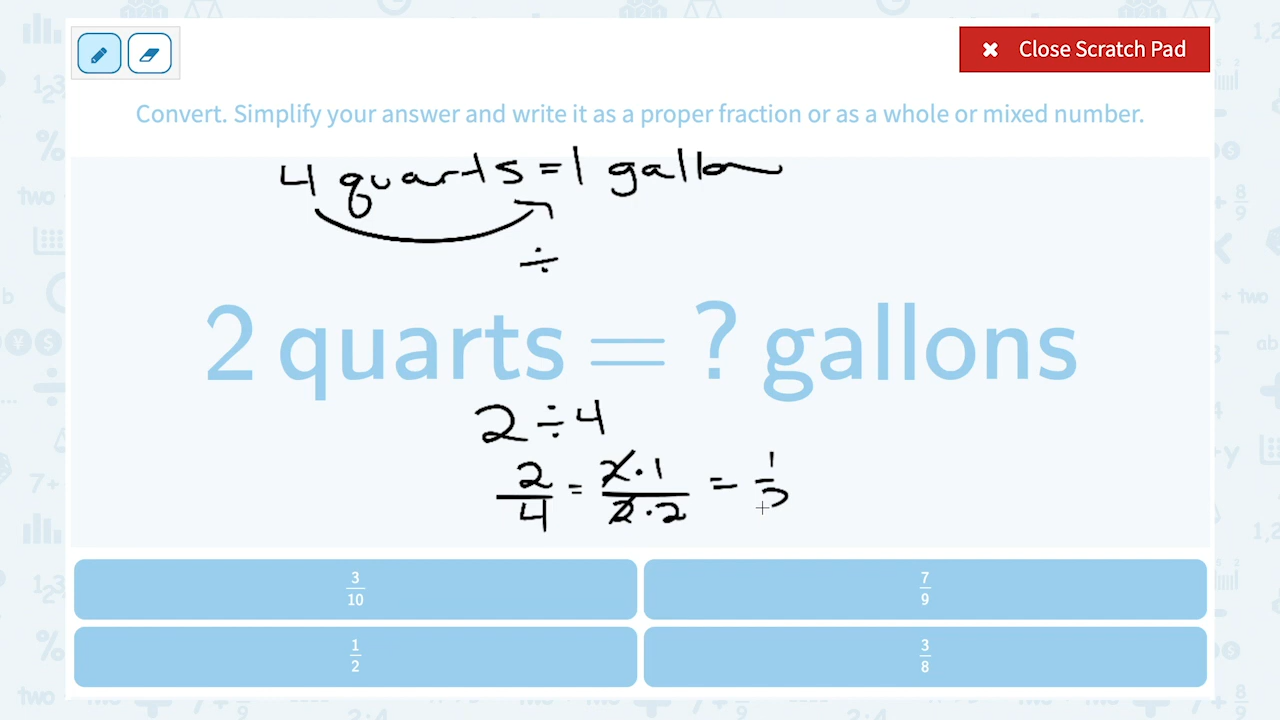 ✖ Close Scratch Pad
Convert. Simplify your answer and write it as a proper fraction or as a whole or mixed number.
4 quarts = 1 gallon
÷
2 quarts = ? gallons
2 ÷ 4
2/4 = 2·1/2·2 = 1/2
3/10
7/9
1/2
3/8